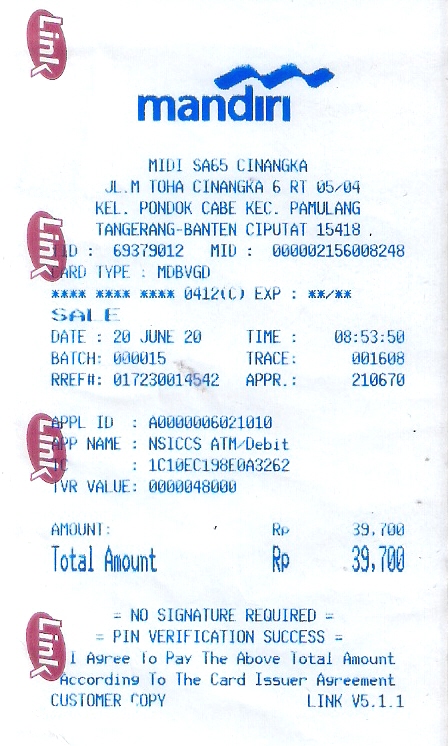 Link
mandiri
MIDI SA65 CINANGKA
JL.M TOHA CINANGKA 6 RT 05/04
KEL. PONDOK CABE KEC. PAMULANG
TANGERANG-BANTEN CIPUTAT 15418 .
Link
TID : 69379012 MID : 000002156008248
CARD TYPE : MDBVGD
**** **** **** 0412(C) EXP : **/**
SALE
DATE : 20 JUNE 20 TIME : 08:53:50
BATCH: 000015 TRACE: 001608
RREF#: 017230014542 APPR.: 210670
Link
APPL ID : A0000006021010
APP NAME : NSICCS ATM/Debit
TC : 1C10EC198E0A3262
TVR VALUE: 0000048000
AMOUNT: Rp 39,700
Total Amount Rp 39,700
= NO SIGNATURE REQUIRED =
= PIN VERIFICATION SUCCESS =
Link
I Agree To Pay The Above Total Amount
According To The Card Issuer Agreement
CUSTOMER COPY LINK V5.1.1